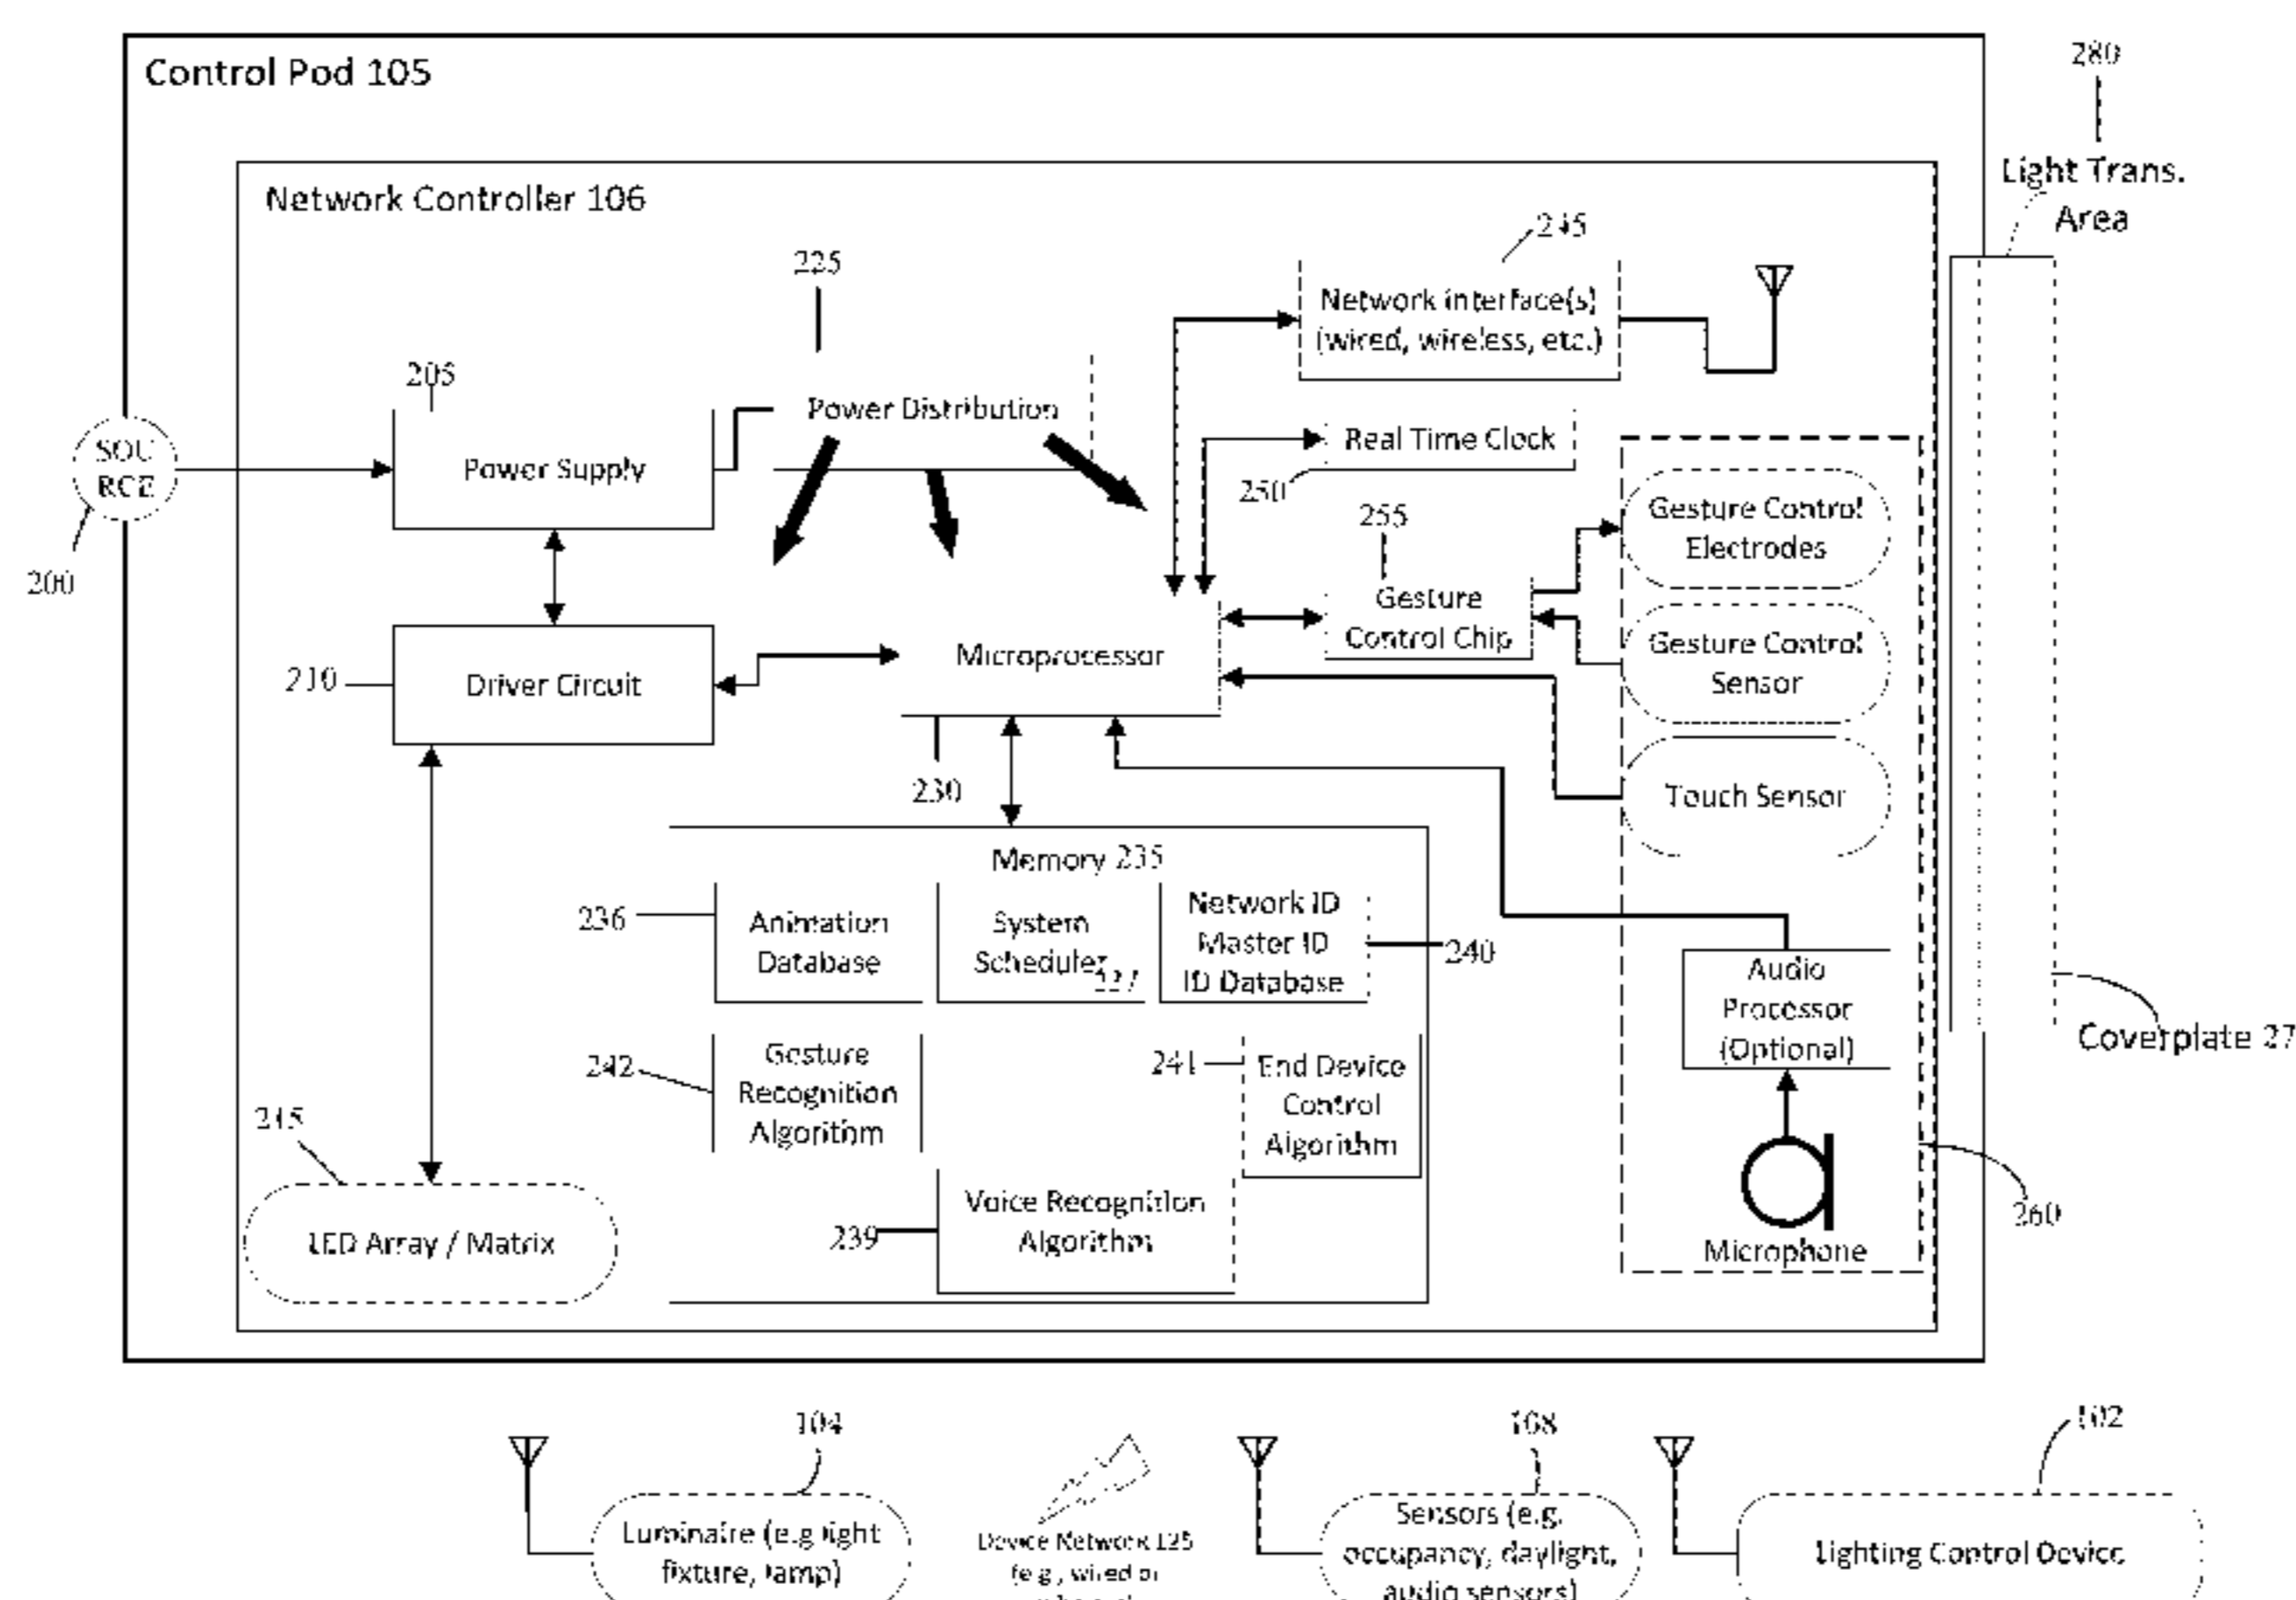 Control Pod 105
280
Light Trans.
Area
Network Controller 106
245
225
Network interface(s)
(wired, wireless, etc.)
205
Power Distribution
Real Time Clock
250
SOU
RCE
Power Supply
200
255
Gesture
Control Chip
Gesture Control
Electrodes
Gesture Control
Sensor
Microprocessor
210
Driver Circuit
230
Touch Sensor
Memory 235
236
Animation
Database
System
Scheduler
237
Network ID
Master ID
ID Database
240
Audio
Processor
(Optional)
Coverplate 27
242
Gesture
Recognition
Algorithm
241
End Device
Control
Algorithm
215
LED Array / Matrix
239
Voice Recognition
Algorithm
Microphone
260
104
108
102
Luminaire (e.g light
fixture, lamp)
Device Network 125
(e.g., wired or
Sensors (e.g.
occupancy, daylight,
audio sensors)
Lighting Control Device